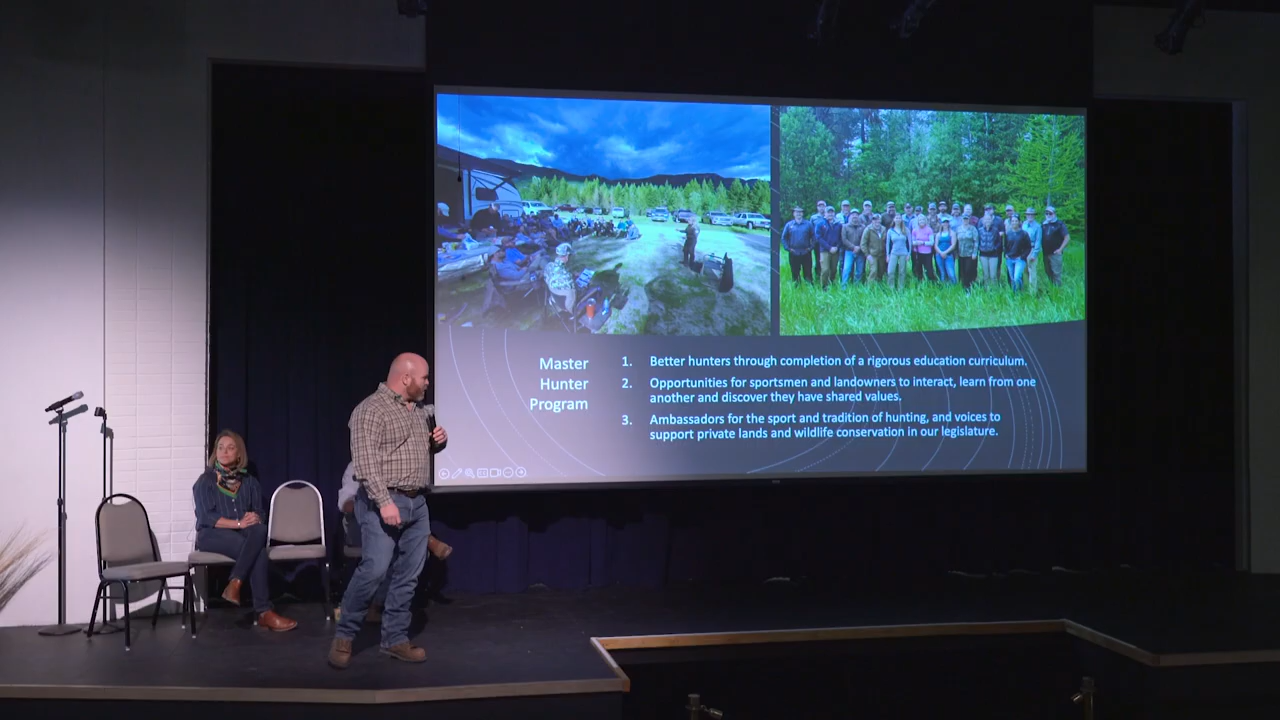 Master
Hunter
Program
1. Better hunters through completion of a rigorous education curriculum.
2. Opportunities for sportsmen and landowners to interact, learn from one
another and discover they have shared values.
3. Ambassadors for the sport and tradition of hunting, and voices to
support private lands and wildlife conservation in our legislature.